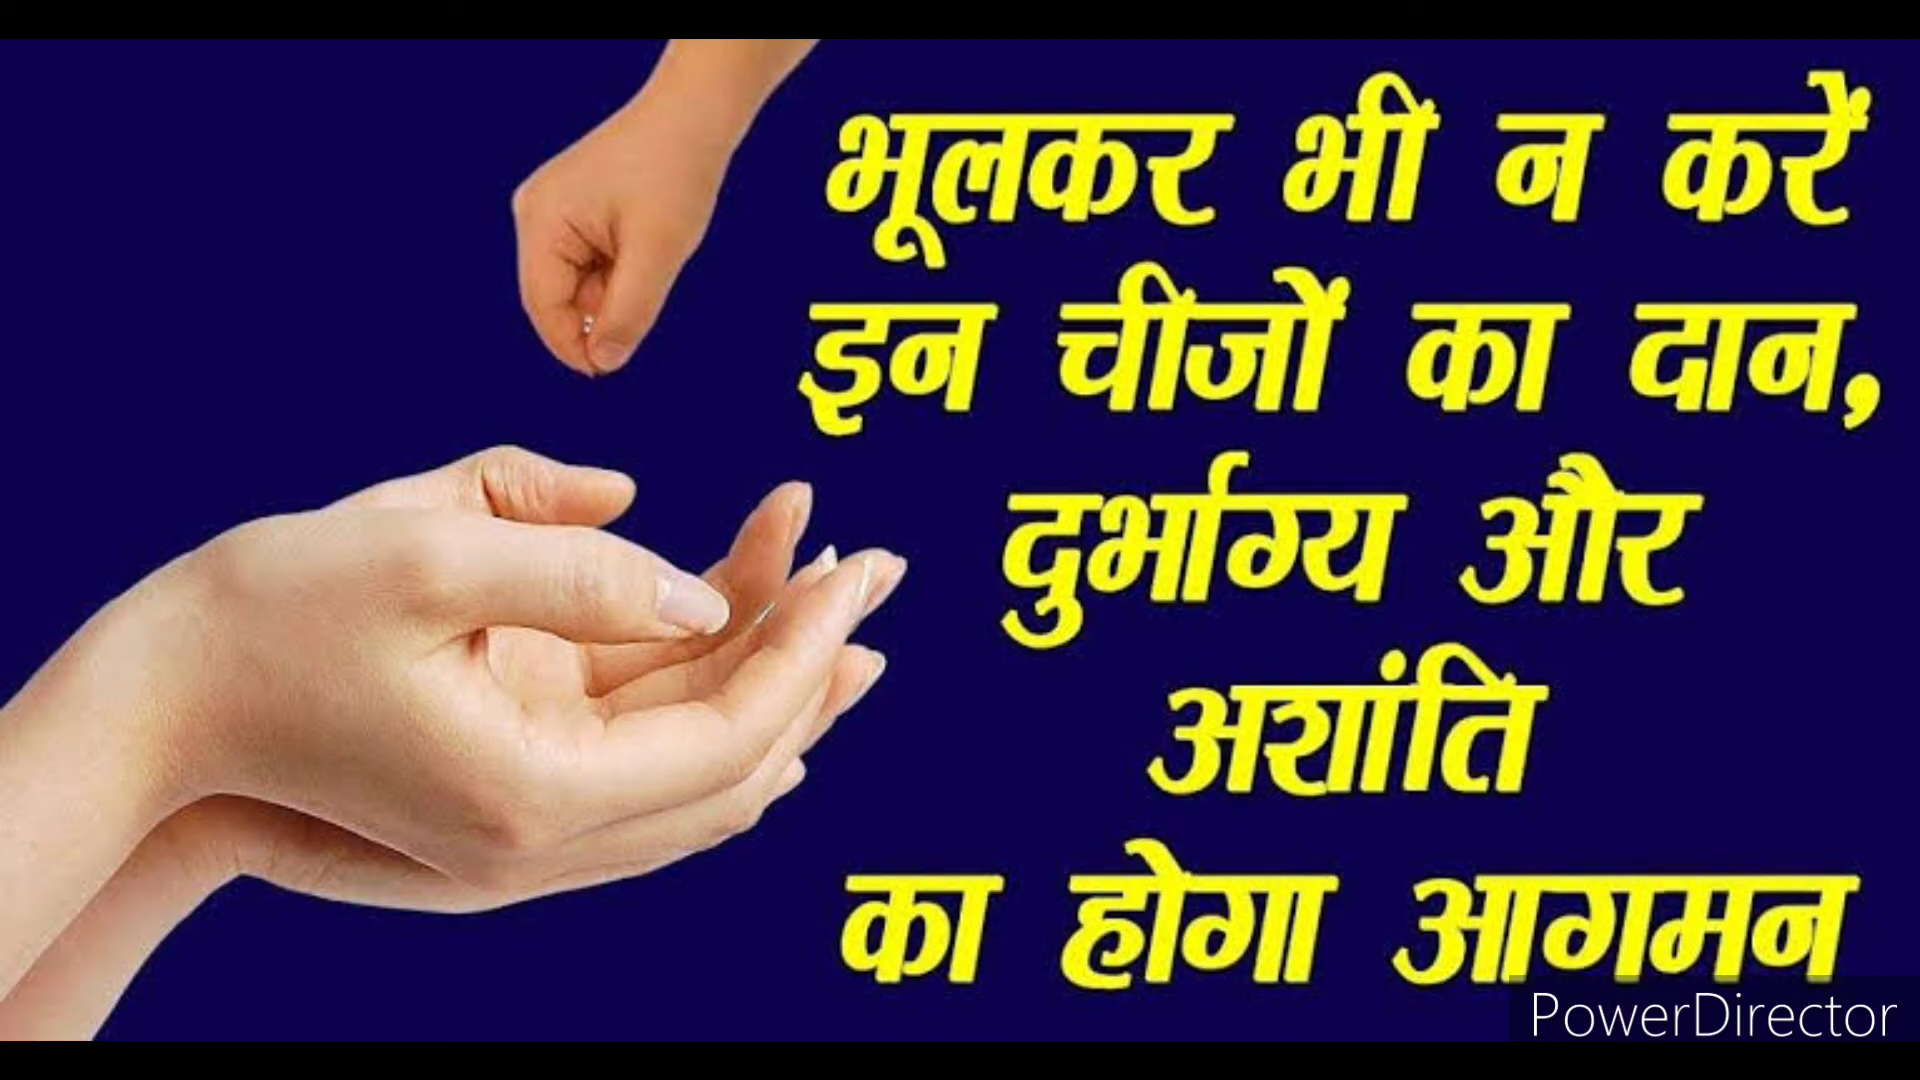 भूलकर भी न करें
इन चीजों का दान,
दुर्भाग्य और
अशांति
का होगा आगमन
PowerDirector